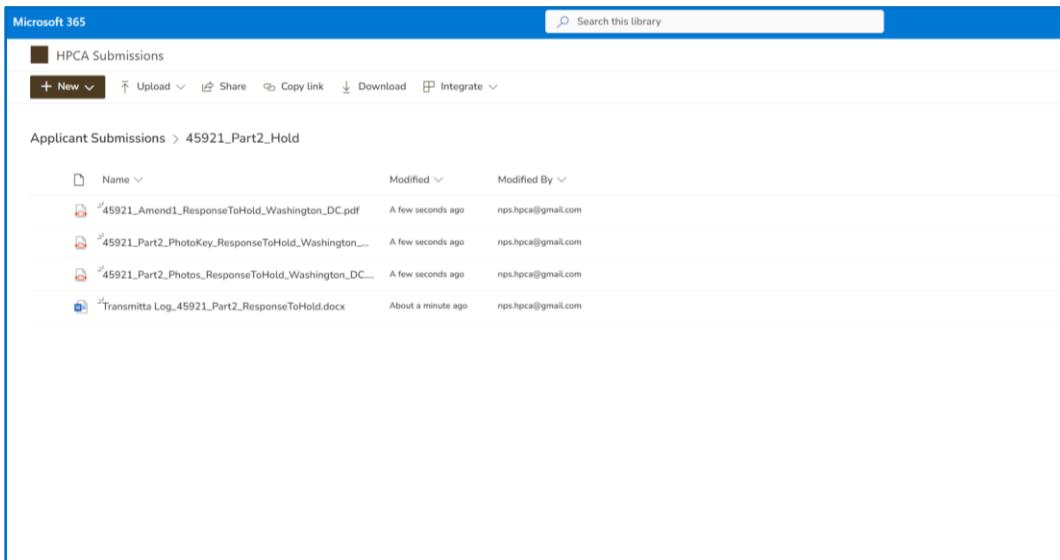 Microsoft 365 Search this library
HPCA Submissions
+ New Upload Share Copy link Download Integrate
Applicant Submissions > 45921_Part2_Hold
Name Modified Modified By
45921_Amend1_ResponseToHold_Washington_DC.pdf A few seconds ago nps.hpca@gmail.com
45921_Part2_PhotoKey_ResponseToHold_Washington_... A few seconds ago nps.hpca@gmail.com
45921_Part2_Photos_ResponseToHold_Washington_DC.... A few seconds ago nps.hpca@gmail.com
Transmitta Log_45921_Part2_ResponseToHold.docx About a minute ago nps.hpca@gmail.com